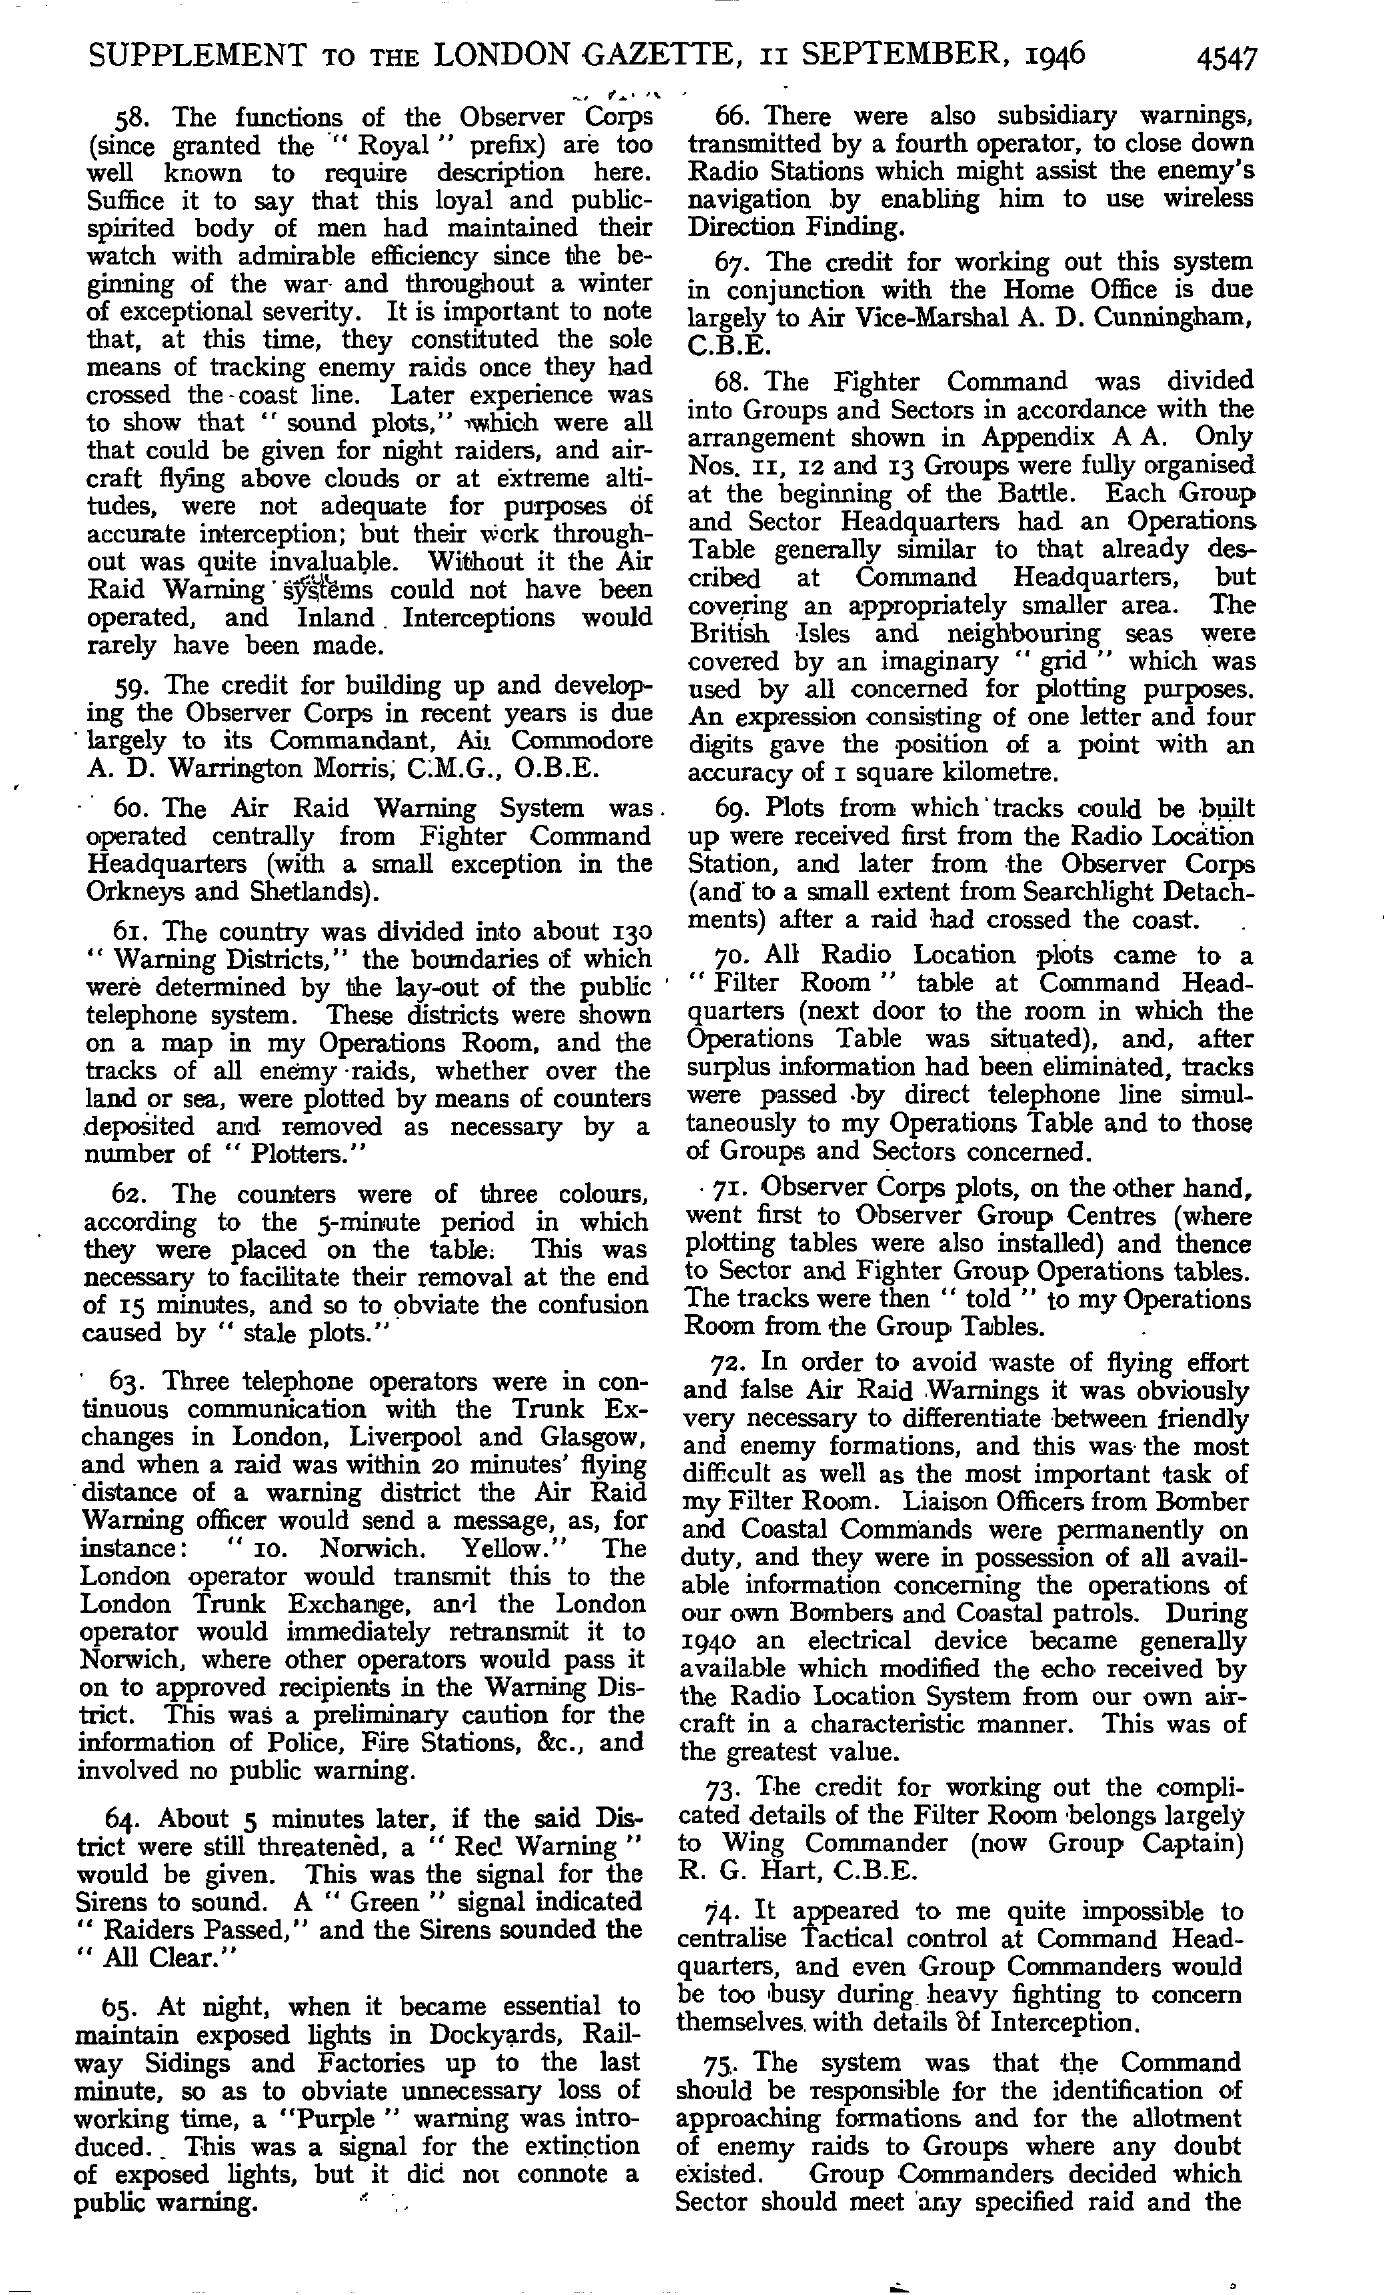 SUPPLEMENT TO THE LONDON GAZETTE, 11 SEPTEMBER, 1946 4547
58. The functions of the Observer Corps
(since granted the " Royal " prefix) are too
well known to require description here.
Suffice it to say that this loyal and public-
spirited body of men had maintained their
watch with admirable efficiency since the be-
ginning of the war and throughout a winter
of exceptional severity. It is important to note
that, at this time, they constituted the sole
means of tracking enemy raids once they had
crossed the coast line. Later experience was
to show that " sound plots," which were all
that could be given for night raiders, and air-
craft flying above clouds or at extreme alti-
tudes, were not adequate for purposes of
accurate interception; but their work through-
out was quite invaluable. Without it the Air
Raid Warning systems could not have been
operated, and Inland Interceptions would
rarely have been made.
59. The credit for building up and develop-
ing the Observer Corps in recent years is due
largely to its Commandant, Air Commodore
A. D. Warrington Morris, C.M.G., O.B.E.
60. The Air Raid Warning System was
operated centrally from Fighter Command
Headquarters (with a small exception in the
Orkneys and Shetlands).
61. The country was divided into about 130
" Warning Districts," the boundaries of which
were determined by the lay-out of the public
telephone system. These districts were shown
on a map in my Operations Room, and the
tracks of all enemy raids, whether over the
land or sea, were plotted by means of counters
deposited and removed as necessary by a
number of " Plotters."
62. The counters were of three colours,
according to the 5-minute period in which
they were placed on the table. This was
necessary to facilitate their removal at the end
of 15 minutes, and so to obviate the confusion
caused by " stale plots."
63. Three telephone operators were in con-
tinuous communication with the Trunk Ex-
changes in London, Liverpool and Glasgow,
and when a raid was within 20 minutes' flying
distance of a warning district the Air Raid
Warning officer would send a message, as, for
instance: " 10. Norwich. Yellow." The
London operator would transmit this to the
London Trunk Exchange, and the London
operator would immediately retransmit it to
Norwich, where other operators would pass it
on to approved recipients in the Warning Dis-
trict. This was a preliminary caution for the
information of Police, Fire Stations, &c., and
involved no public warning.
64. About 5 minutes later, if the said Dis-
trict were still threatened, a " Red Warning "
would be given. This was the signal for the
Sirens to sound. A " Green " signal indicated
" Raiders Passed," and the Sirens sounded the
" All Clear."
65. At night, when it became essential to
maintain exposed lights in Dockyards, Rail-
way Sidings and Factories up to the last
minute, so as to obviate unnecessary loss of
working time, a "Purple " warning was intro-
duced. This was a signal for the extinction
of exposed lights, but it did not connote a
public warning.
66. There were also subsidiary warnings,
transmitted by a fourth operator, to close down
Radio Stations which might assist the enemy's
navigation by enabling him to use wireless
Direction Finding.
67. The credit for working out this system
in conjunction with the Home Office is due
largely to Air Vice-Marshal A. D. Cunningham,
C.B.E.
68. The Fighter Command was divided
into Groups and Sectors in accordance with the
arrangement shown in Appendix A A. Only
Nos. 11, 12 and 13 Groups were fully organised
at the beginning of the Battle. Each Group
and Sector Headquarters had an Operations
Table generally similar to that already des-
cribed at Command Headquarters, but
covering an appropriately smaller area. The
British Isles and neighbouring seas were
covered by an imaginary " grid " which was
used by all concerned for plotting purposes.
An expression consisting of one letter and four
digits gave the position of a point with an
accuracy of 1 square kilometre.
69. Plots from which tracks could be built
up were received first from the Radio Location
Station, and later from the Observer Corps
(and to a small extent from Searchlight Detach-
ments) after a raid had crossed the coast.
70. All Radio Location plots came to a
" Filter Room " table at Command Head-
quarters (next door to the room in which the
Operations Table was situated), and, after
surplus information had been eliminated, tracks
were passed by direct telephone line simul-
taneously to my Operations Table and to those
of Groups and Sectors concerned.
71. Observer Corps plots, on the other hand,
went first to Observer Group Centres (where
plotting tables were also installed) and thence
to Sector and Fighter Group Operations tables.
The tracks were then " told " to my Operations
Room from the Group Tables.
72. In order to avoid waste of flying effort
and false Air Raid Warnings it was obviously
very necessary to differentiate between friendly
and enemy formations, and this was the most
difficult as well as the most important task of
my Filter Room. Liaison Officers from Bomber
and Coastal Commands were permanently on
duty, and they were in possession of all avail-
able information concerning the operations of
our own Bombers and Coastal patrols. During
1940 an electrical device became generally
available which modified the echo received by
the Radio Location System from our own air-
craft in a characteristic manner. This was of
the greatest value.
73. The credit for working out the compli-
cated details of the Filter Room belongs largely
to Wing Commander (now Group Captain)
R. G. Hart, C.B.E.
74. It appeared to me quite impossible to
centralise Tactical control at Command Head-
quarters, and even Group Commanders would
be too busy during heavy fighting to concern
themselves with details of Interception.
75. The system was that the Command
should be responsible for the identification of
approaching formations and for the allotment
of enemy raids to Groups where any doubt
existed. Group Commanders decided which
Sector should meet any specified raid and the